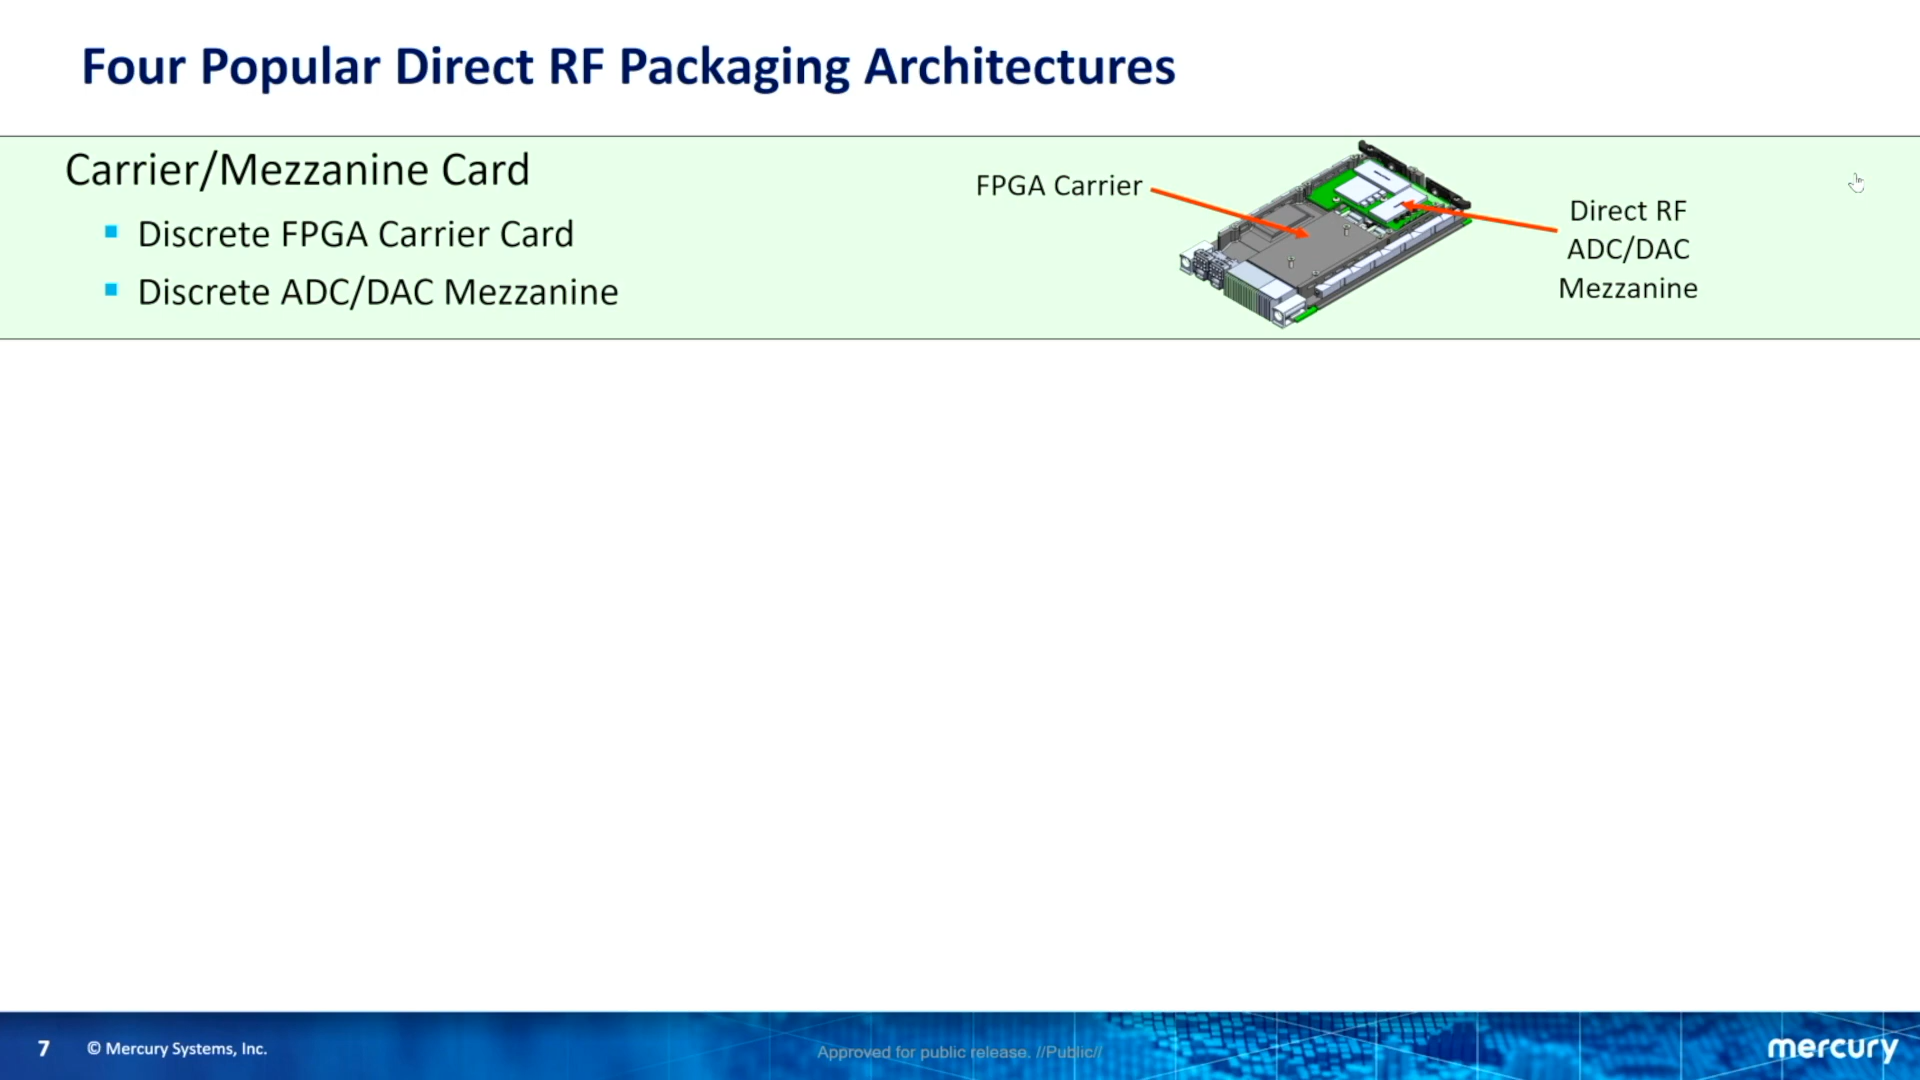 Four Popular Direct RF Packaging Architectures
Carrier/Mezzanine Card
Discrete FPGA Carrier Card
Discrete ADC/DAC Mezzanine
FPGA Carrier
Direct RF
ADC/DAC
Mezzanine
7
© Mercury Systems, Inc.
Approved for public release. //Public//
mercury